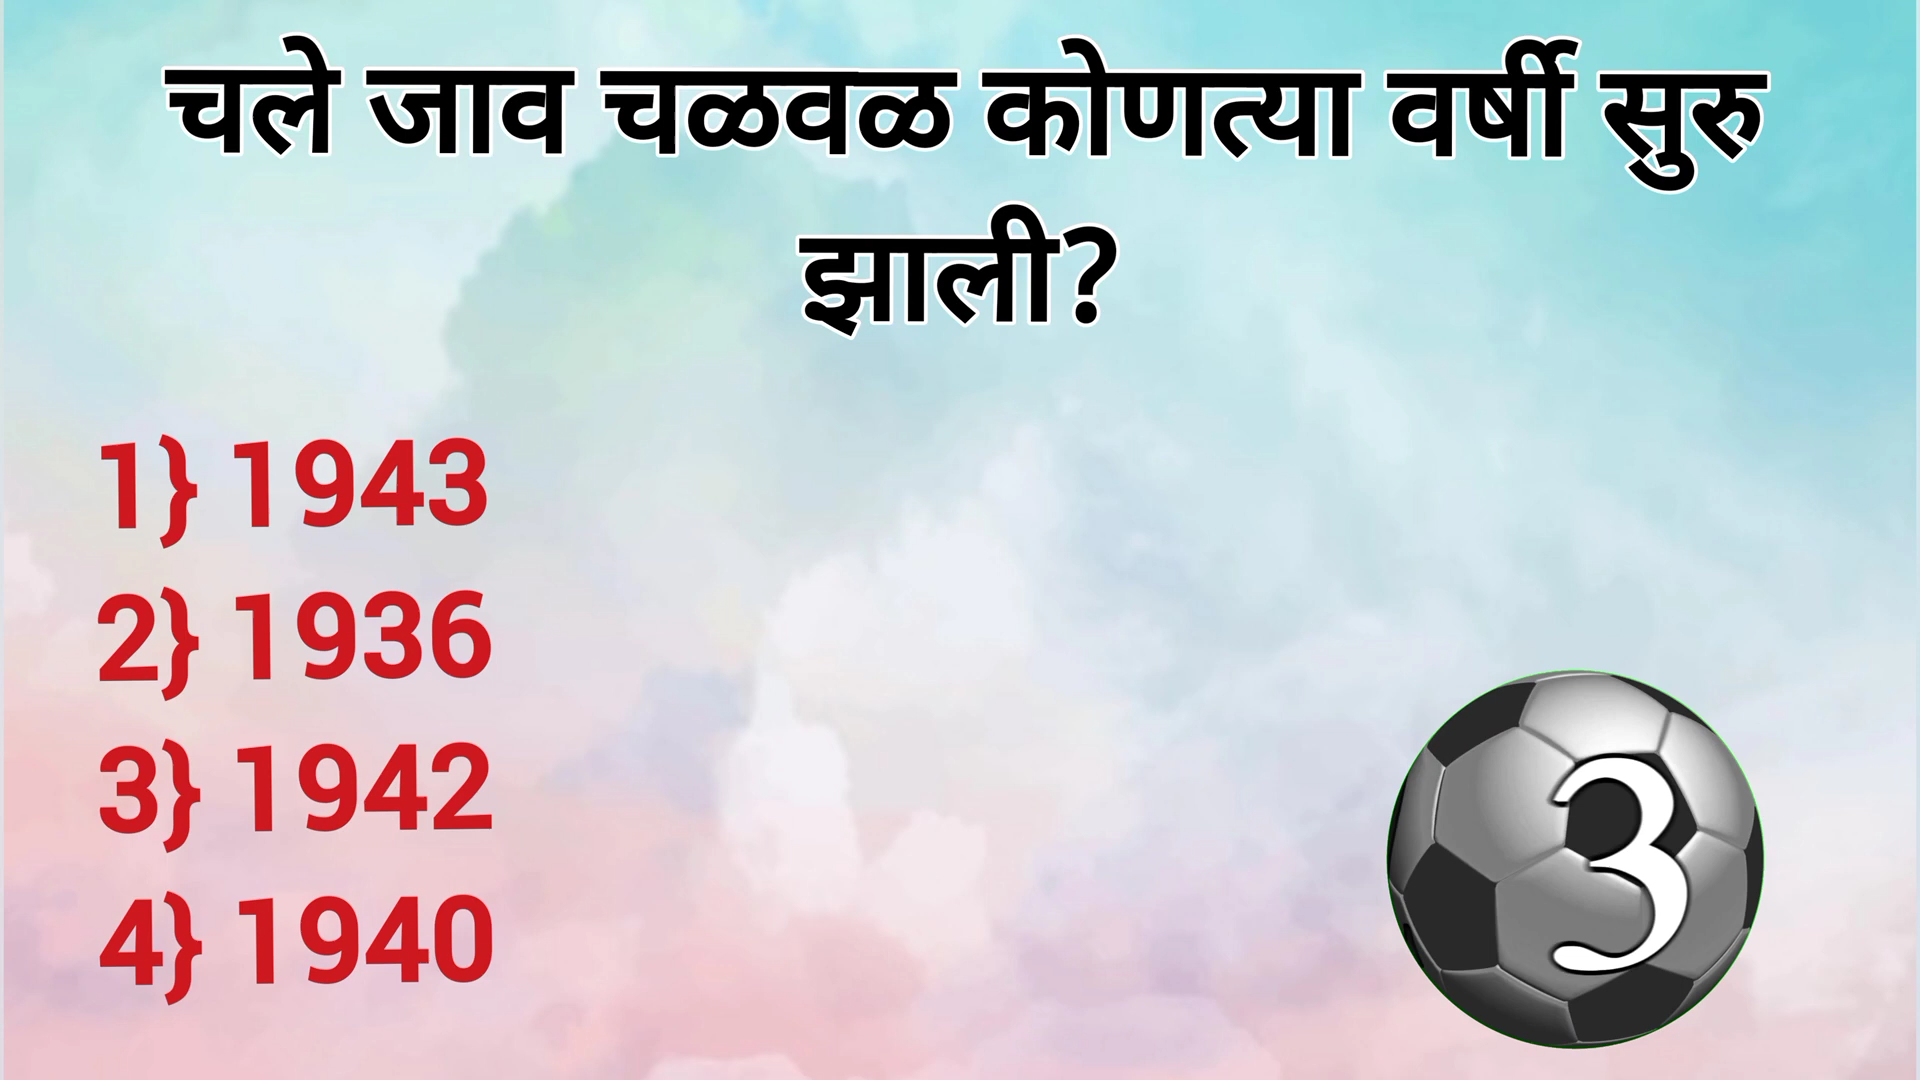 चले जाव चळवळ कोणत्या वर्षी सुरु
झाली?
1} 1943
2} 1936
3} 1942
4} 1940
3